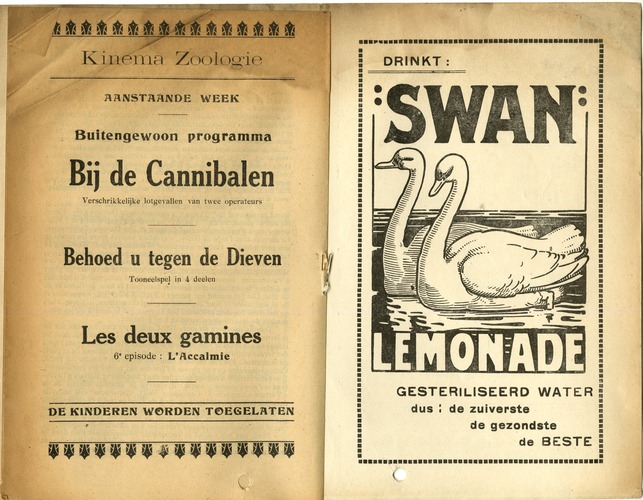 Kinema Zoologie
AANSTAANDE WEEK
Buitengewoon programma
Bij de Cannibalen
Verschrikkelijke lotgevallen van twee operateurs
Behoed u tegen de Dieven
Tooneelspel in 4 deelen
Les deux gamines
6e episode : L'Accalmie
DE KINDEREN WORDEN TOEGELATEN
DRINKT :
:SWAN:
LEMONADE
GESTERILISEERD WATER
dus : de zuiverste
de gezondste
de BESTE